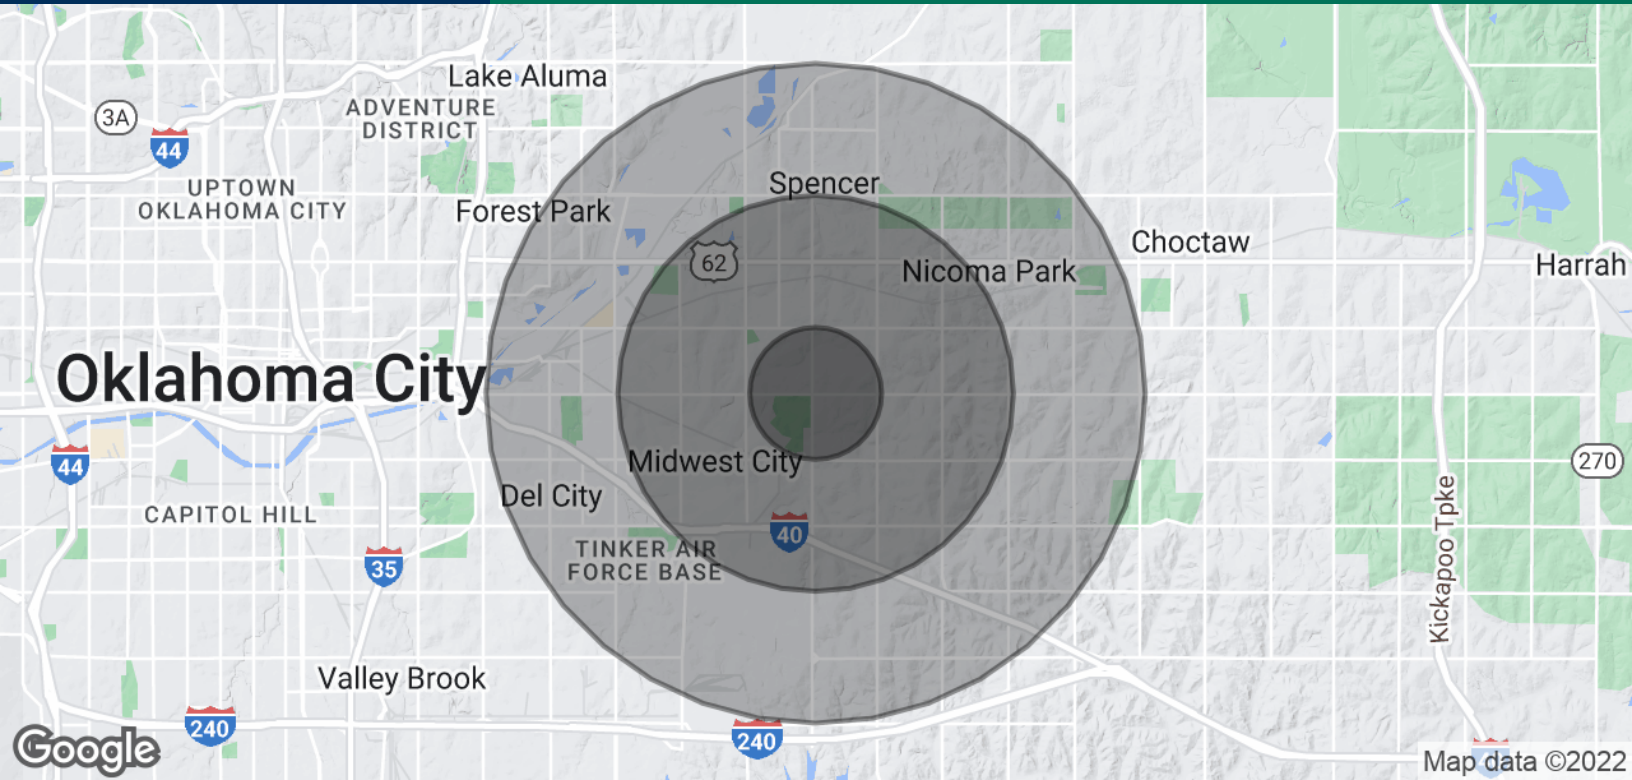 Lake Aluma
ADVENTURE
DISTRICT
3A
44
UPTOWN
OKLAHOMA CITY
Spencer
Forest Park
Choctaw
62
Nicoma Park
Harrah
Oklahoma City
Midwest City
44
270
Del City
CAPITOL HILL
40
TINKER AIR
FORCE BASE
35
Kickapoo Tpke
Valley Brook
240
240
Google
Map data ©2022